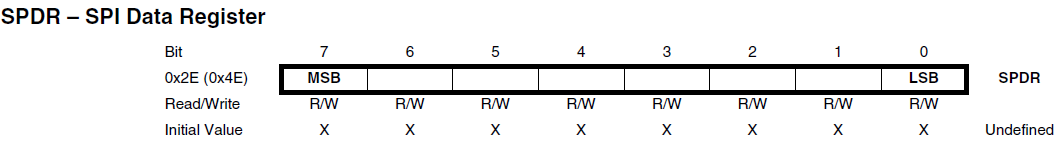 SPDR – SPI Data Register
Bit 7 6 5 4 3 2 1 0
0x2E (0x4E) MSB LSB SPDR
Read/Write R/W R/W R/W R/W R/W R/W R/W R/W
Initial Value X X X X X X X X Undefined